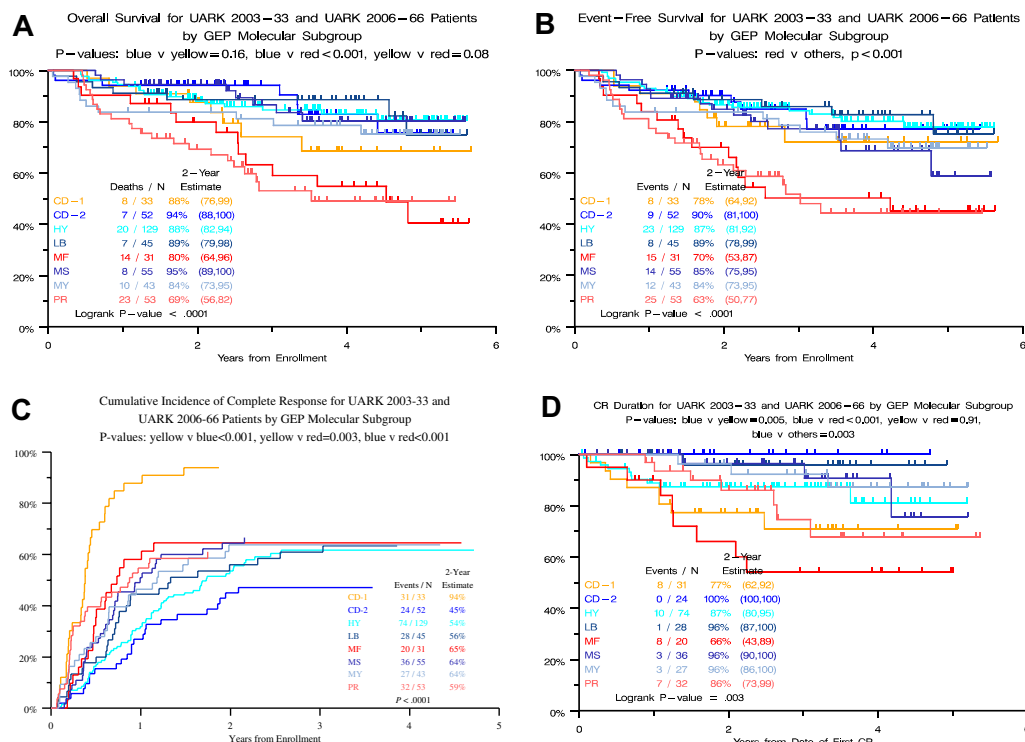 A
Overall Survival for UARK 2003-33 and UARK 2006-66 Patients
by GEP Molecular Subgroup
P-values: blue v yellow=0.16, blue v red<0.001, yellow v red=0.08
100%
80%
60%
40%
20%
0%
2-Year
Deaths / N Estimate
CD-1 8 / 33 88% (76,99)
CD-2 7 / 52 94% (88,100)
HY 20 / 129 88% (82,94)
LB 7 / 45 89% (79,98)
MF 14 / 31 80% (64,96)
MS 8 / 55 95% (89,100)
MY 10 / 43 84% (73,95)
PR 23 / 53 69% (56,82)
Logrank P-value < .0001
0 2 4 6
Years from Enrollment
B
Event-Free Survival for UARK 2003-33 and UARK 2006-66 Patients
by GEP Molecular Subgroup
P-values: red v others, p<0.001
100%
80%
60%
40%
20%
0%
2-Year
Events / N Estimate
CD-1 8 / 33 78% (64,92)
CD-2 9 / 52 90% (81,100)
HY 23 / 129 87% (81,92)
LB 8 / 45 89% (78,99)
MF 15 / 31 70% (53,87)
MS 14 / 55 85% (75,95)
MY 12 / 43 84% (73,95)
PR 25 / 53 63% (50,77)
Logrank P-value < .0001
0 2 4 6
Years from Enrollment
C
Cumulative Incidence of Complete Response for UARK 2003-33 and
UARK 2006-66 Patients by GEP Molecular Subgroup
P-values: yellow v blue<0.001, yellow v red=0.003, blue v red<0.001
100%
80%
60%
40%
20%
0%
2-Year
Events / N Estimate
CD-1 31 / 33 94%
CD-2 24 / 52 45%
HY 74 / 129 54%
LB 28 / 45 56%
MF 20 / 31 65%
MS 36 / 55 64%
MY 27 / 43 64%
PR 32 / 53 59%
P <.0001
0 1 2 3 4 5
Years from Enrollment
D
CR Duration for UARK 2003-33 and UARK 2006-66 by GEP Molecular Subgroup
P-values: blue v yellow=0.005, blue v red<0.001, yellow v red=0.91,
blue v others=0.003
100%
80%
60%
40%
20%
0%
2-Year
Events / N Estimate
CD-1 8 / 31 77% (62,92)
CD-2 0 / 24 100% (100,100)
HY 10 / 74 87% (80,95)
LB 1 / 28 96% (87,100)
MF 8 / 20 66% (43,89)
MS 3 / 36 96% (90,100)
MY 3 / 27 96% (86,100)
PR 7 / 32 86% (73,99)
Logrank P-value = .003
0 2 4 6
Years from Date of First CR